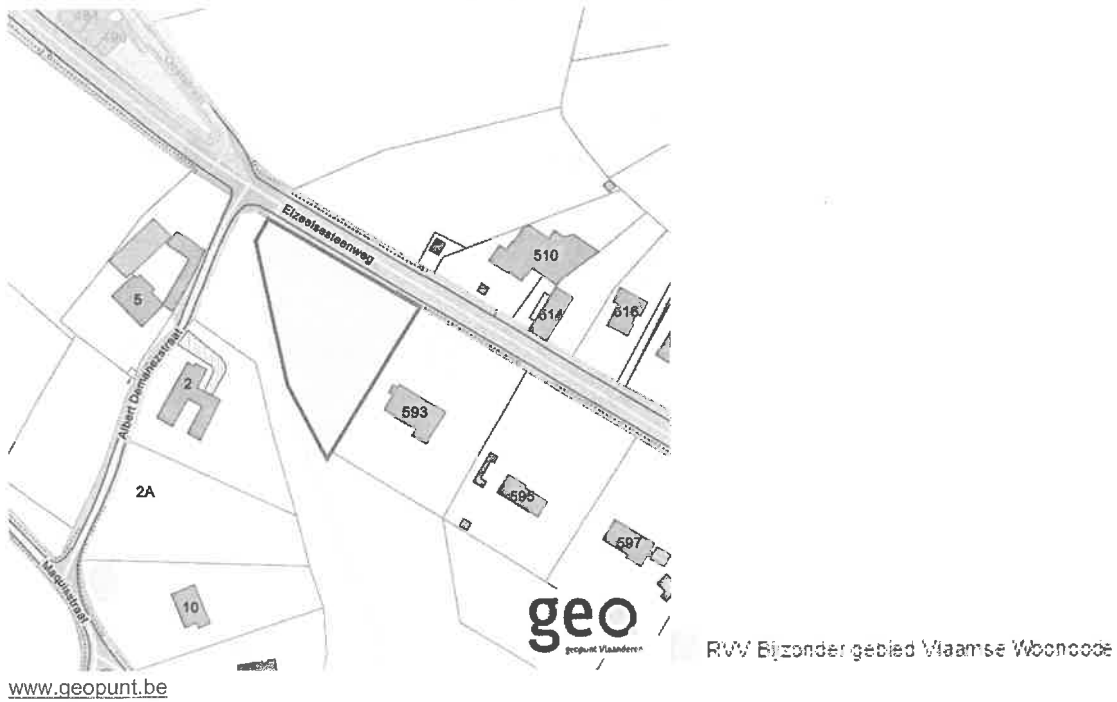 Elzeelsesteenweg
510
514
516
5
Albert Demanezstraat
2
593
2A
595
597
Maquisstraat
10
geo
geopunt Vlaanderen
RVV Bijzonder gebied Vlaamse Wooncode
www.geopunt.be